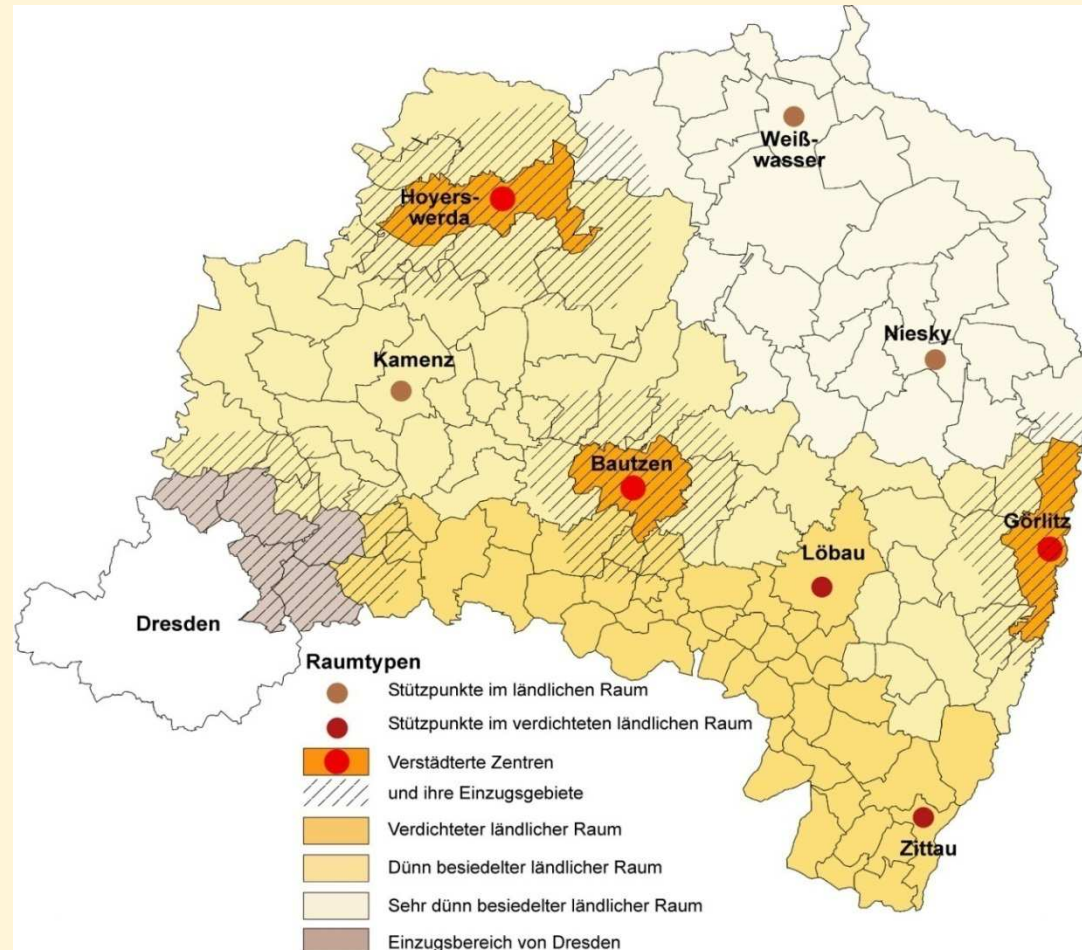 Weiß-
wasser
Hoyers-
werda
Niesky
Kamenz
Bautzen
Görlitz
Löbau
Dresden
Raumtypen
Stützpunkte im ländlichen Raum
Stützpunkte im verdichteten ländlichen Raum
Verstädterte Zentren
und ihre Einzugsgebiete
Verdichteter ländlicher Raum
Zittau
Dünn besiedelter ländlicher Raum
Sehr dünn besiedelter ländlicher Raum
Einzugsbereich von Dresden